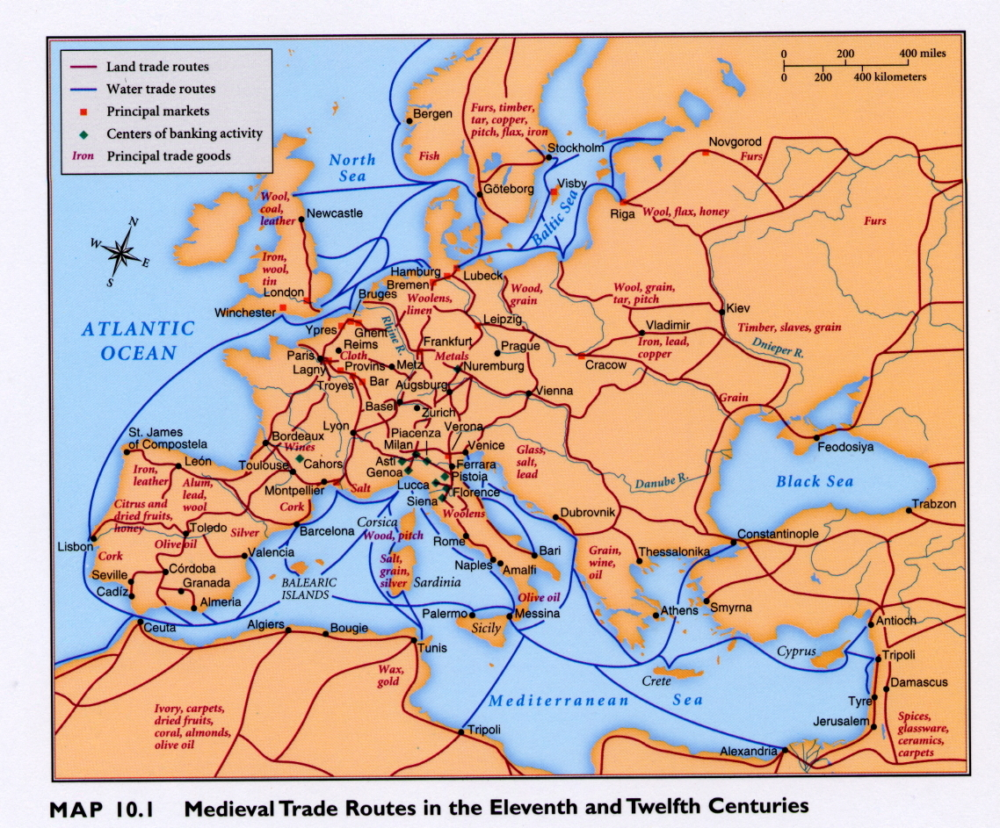 Land trade routes
Water trade routes
Principal markets
Centers of banking activity
Iron Principal trade goods
0 200 400 miles
0 200 400 kilometers
N
W
E
S
Bergen
Furs, timber,
tar, copper,
pitch, flax, iron
Stockholm
Novgorod
Furs
North
Sea
Fish
Göteborg
Visby
Baltic Sea
Riga
Wool, flax, honey
Furs
Wool,
coal,
leather
Newcastle
Iron,
wool,
tin
London
Winchester
Hamburg
Bremen
Lubeck
Bruges
Woolens,
linen
Wood,
grain
Wool, grain,
tar, pitch
Kiev
Timber, slaves, grain
Dnieper R.
ATLANTIC
OCEAN
Ypres
Ghent
Rhine R.
Leipzig
Vladimir
Iron, lead,
copper
Reims
Cloth
Frankfurt
Metals
Prague
Paris
Lagny
Provins
Metz
Nuremburg
Cracow
Troyes
Bar
Augsburg
Vienna
Grain
Basel
Zurich
Lyon
Verona
St. James
of Compostela
Bordeaux
Wines
Piacenza
Milan
Venice
Feodosiya
León
Toulouse
Cahors
Asti
Genoa
Ferrara
Pistoia
Glass,
salt,
lead
Iron,
leather
Alum,
lead,
wool
Montpellier
Salt
Lucca
Florence
Siena
Danube R.
Black Sea
Citrus and
dried fruits,
honey
Cork
Woolens
Dubrovnik
Trabzon
Lisbon
Toledo
Silver
Barcelona
Corsica
Wood, pitch
Rome
Constantinople
Cork
Olive oil
Valencia
Salt,
grain,
silver
Bari
Grain,
wine,
oil
Thessalonika
Seville
Córdoba
Naples
Amalfi
Cadíz
Granada
BALEARIC
ISLANDS
Sardinia
Olive oil
Almeria
Palermo
Messina
Athens
Smyrna
Antioch
Ceuta
Algiers
Bougie
Sicily
Tunis
Cyprus
Tripoli
Wax,
gold
Crete
Damascus
Mediterranean Sea
Tyre
Ivory, carpets,
dried fruits,
coral, almonds,
olive oil
Tripoli
Jerusalem
Spices,
glassware,
ceramics,
carpets
Alexandria
MAP 10.1 Medieval Trade Routes in the Eleventh and Twelfth Centuries